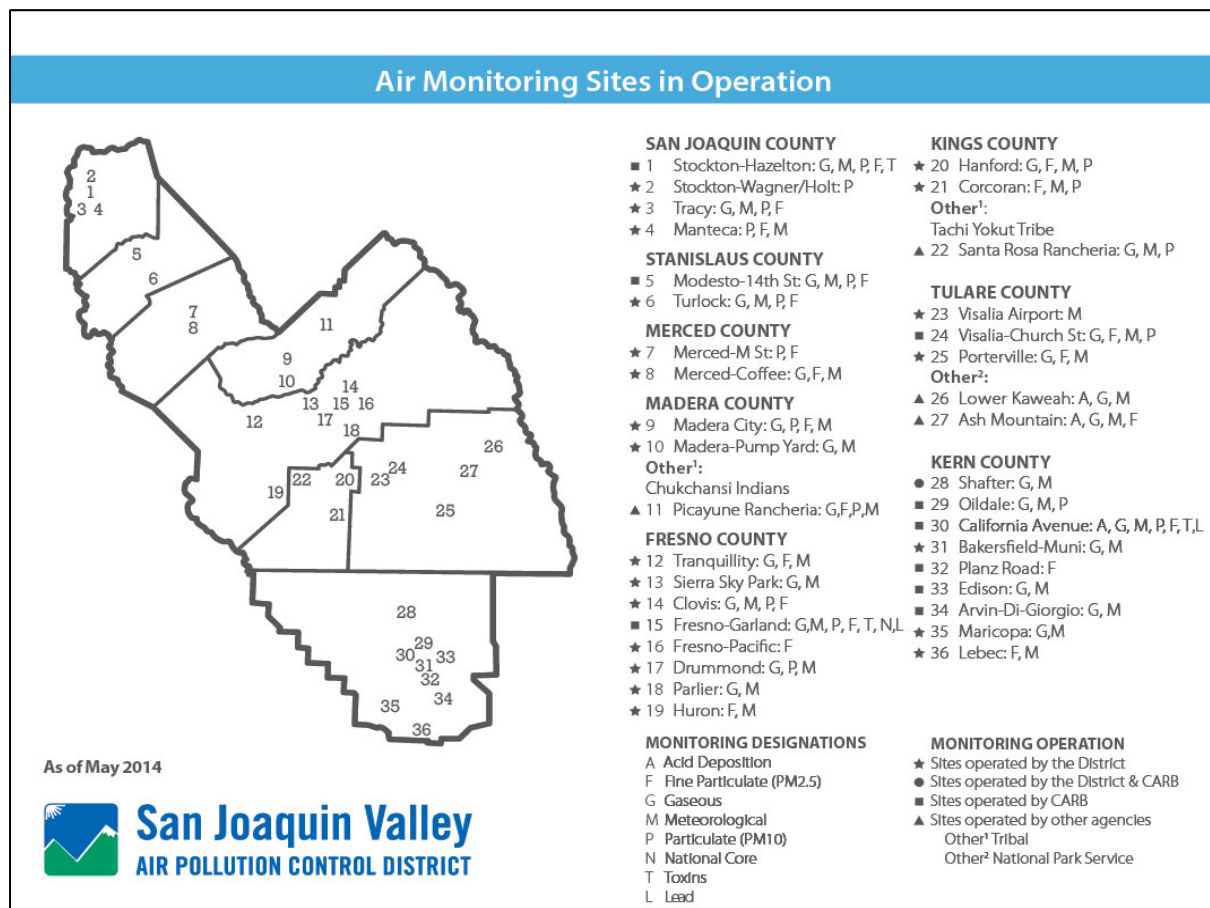 Air Monitoring Sites in Operation
2
1
3 4
5
6
7
8
11
9
10
14
13 15 16
12 17
18
26
24
27
22 20 23
19
21 25
28
29
30 33
31
32
34
35
36
As of May 2014
San Joaquin Valley
AIR POLLUTION CONTROL DISTRICT
SAN JOAQUIN COUNTY
■ 1 Stockton-Hazelton: G, M, P, F, T
★ 2 Stockton-Wagner/Holt: P
★ 3 Tracy: G, M, P, F
★ 4 Manteca: P, F, M
STANISLAUS COUNTY
■ 5 Modesto-14th St: G, M, P, F
★ 6 Turlock: G, M, P, F
MERCED COUNTY
★ 7 Merced-M St: P, F
★ 8 Merced-Coffee: G, F, M
MADERA COUNTY
★ 9 Madera City: G, P, F, M
★ 10 Madera-Pump Yard: G, M
Other¹:
Chukchansi Indians
▲ 11 Picayune Rancheria: G,F,P,M
FRESNO COUNTY
★ 12 Tranquillity: G, F, M
★ 13 Sierra Sky Park: G, M
★ 14 Clovis: G, M, P, F
■ 15 Fresno-Garland: G,M, P, F, T, N,L
★ 16 Fresno-Pacific: F
★ 17 Drummond: G, P, M
★ 18 Parlier: G, M
★ 19 Huron: F, M
KINGS COUNTY
★ 20 Hanford: G, F, M, P
★ 21 Corcoran: F, M, P
Other¹:
Tachi Yokut Tribe
▲ 22 Santa Rosa Rancheria: G, M, P
TULARE COUNTY
★ 23 Visalia Airport: M
■ 24 Visalia-Church St: G, F, M, P
★ 25 Porterville: G, F, M
Other²:
▲ 26 Lower Kaweah: A, G, M
▲ 27 Ash Mountain: A, G, M, F
KERN COUNTY
● 28 Shafter: G, M
■ 29 Oildale: G, M, P
■ 30 California Avenue: A, G, M, P, F, T,L
★ 31 Bakersfield-Muni: G, M
■ 32 Planz Road: F
■ 33 Edison: G, M
■ 34 Arvin-Di-Giorgio: G, M
★ 35 Maricopa: G,M
★ 36 Lebec: F, M
MONITORING DESIGNATIONS
A Acid Deposition
F Fine Particulate (PM2.5)
G Gaseous
M Meteorological
P Particulate (PM10)
N National Core
T Toxins
L Lead
MONITORING OPERATION
★ Sites operated by the District
● Sites operated by the District & CARB
■ Sites operated by CARB
▲ Sites operated by other agencies
Other¹ Tribal
Other² National Park Service